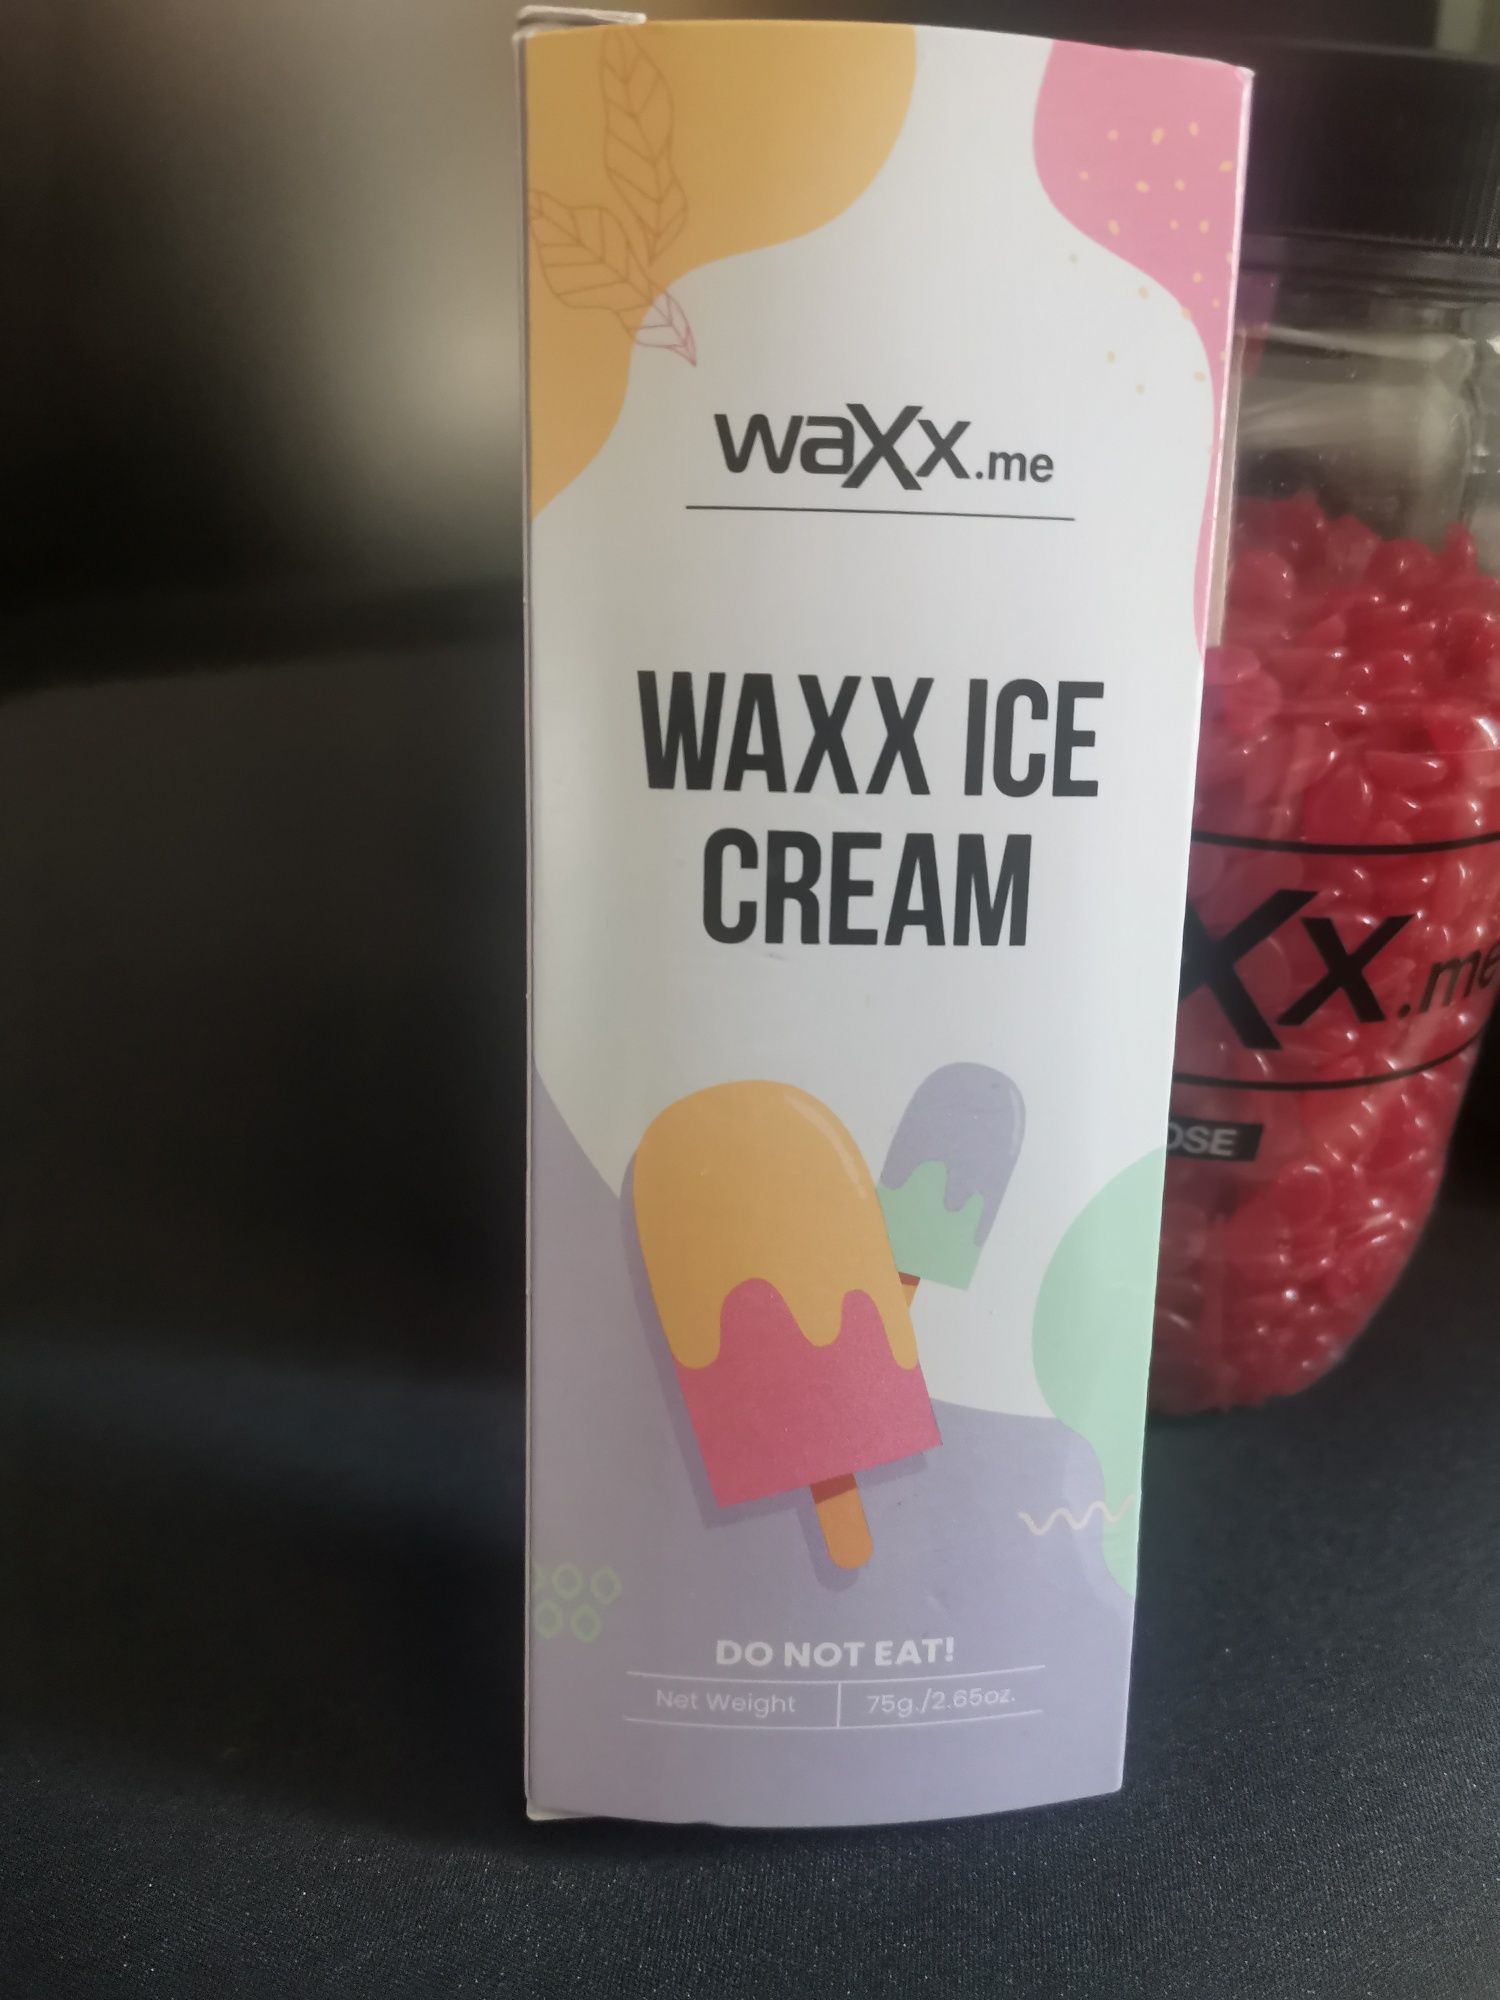 waxx.me
WAXX ICE
CREAM
DO NOT EAT!
Net Weight 75g./2.65oz.
xx.me
OSE